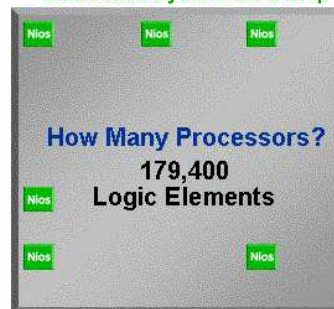 Nios Nios Nios
How Many Processors?
179,400
Nios Logic Elements
Nios Nios